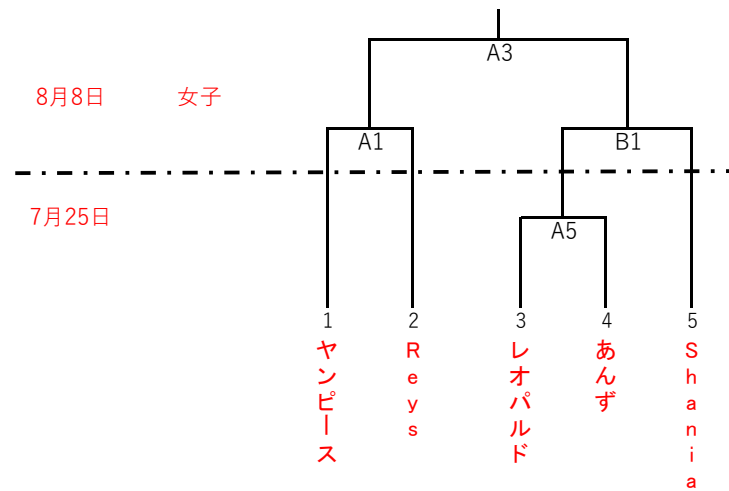 A3
8月8日 女子
A1
B1
7月25日
A5
1
2
3
4
5
ヤンピース
Reys
レオパルド
あんず
Shania